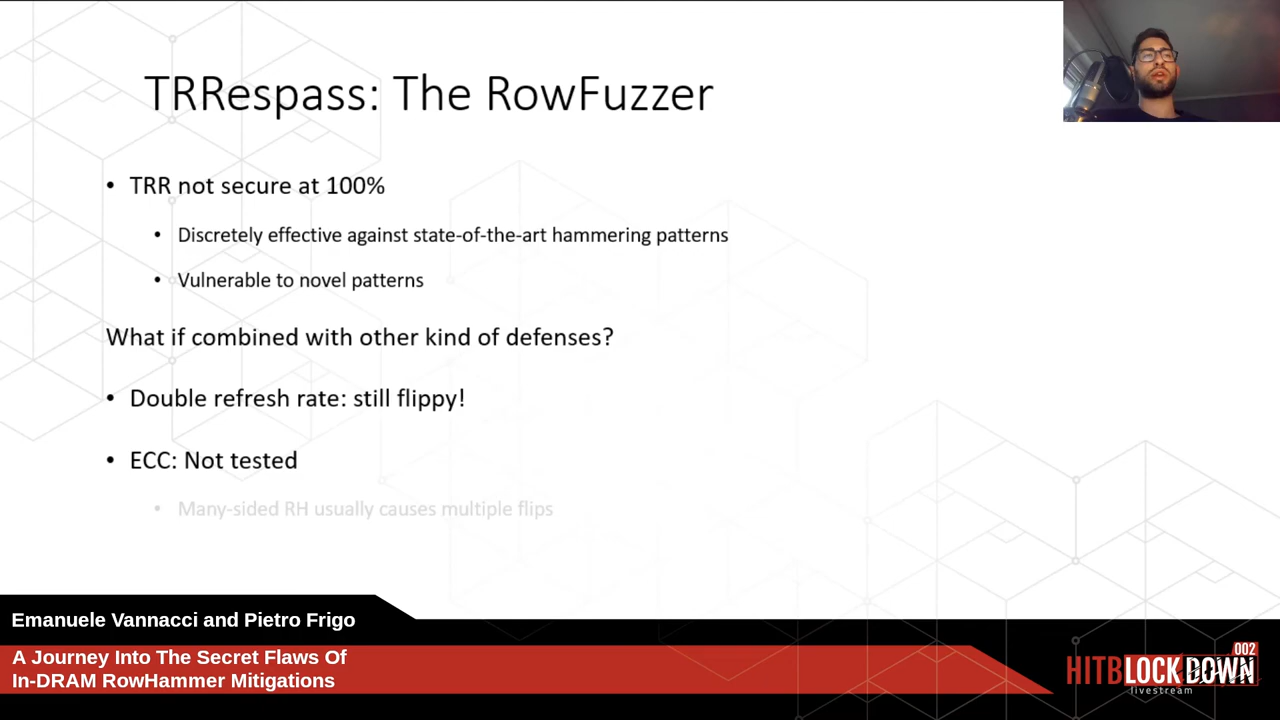 TRRespass: The RowFuzzer
• TRR not secure at 100%
• Discretely effective against state-of-the-art hammering patterns
• Vulnerable to novel patterns
What if combined with other kind of defenses?
• Double refresh rate: still flippy!
• ECC: Not tested
• Many-sided RH usually causes multiple flips
Emanuele Vannacci and Pietro Frigo
A Journey Into The Secret Flaws Of
In-DRAM RowHammer Mitigations
002
HITBLOCKDOWN
livestream